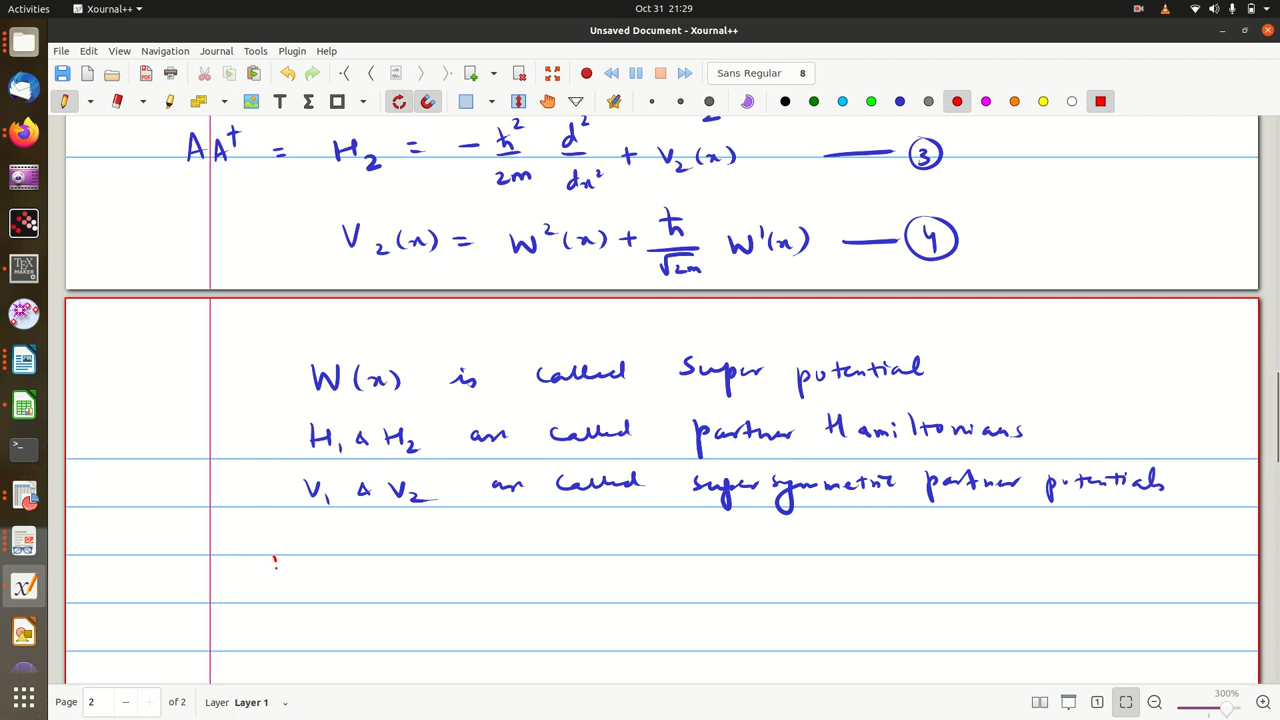 Activities Xournal++ Oct 31 21:29
Unsaved Document - Xournal++
File Edit View Navigation Journal Tools Plugin Help
Sans Regular 8
AA† = H₂ = - ℏ²/2m d²/dx² + V₂(x) —— ③
V₂(x) = W²(x) + ℏ/√2m W'(x) —— ④
W(x) is called Super potential
H₁ & H₂ are called partner Hamiltonians
V₁ & V₂ are called supersymmetric partner potentials
Page 2 of 2 Layer Layer 1 300%